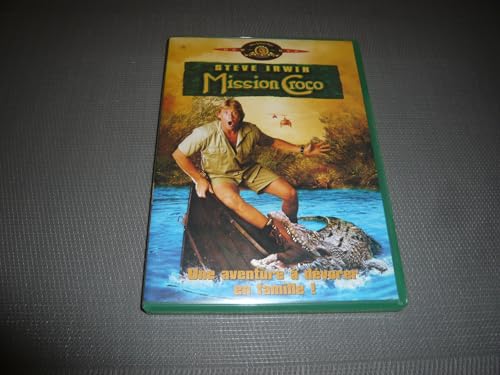 STEVE IRWIN
Mission Croco
Une aventure à dévorer
en famille !